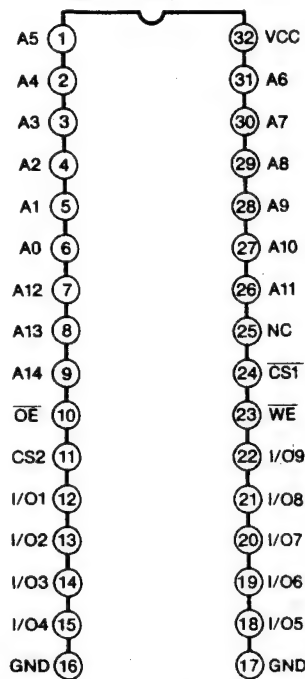 A5 1 32 VCC
A4 2 31 A6
A3 3 30 A7
A2 4 29 A8
A1 5 28 A9
A0 6 27 A10
A12 7 26 A11
A13 8 25 NC
A14 9 24 C̅S̅1̅
O̅E̅ 10 23 W̅E̅
CS2 11 22 I/O9
I/O1 12 21 I/O8
I/O2 13 20 I/O7
I/O3 14 19 I/O6
I/O4 15 18 I/O5
GND 16 17 GND